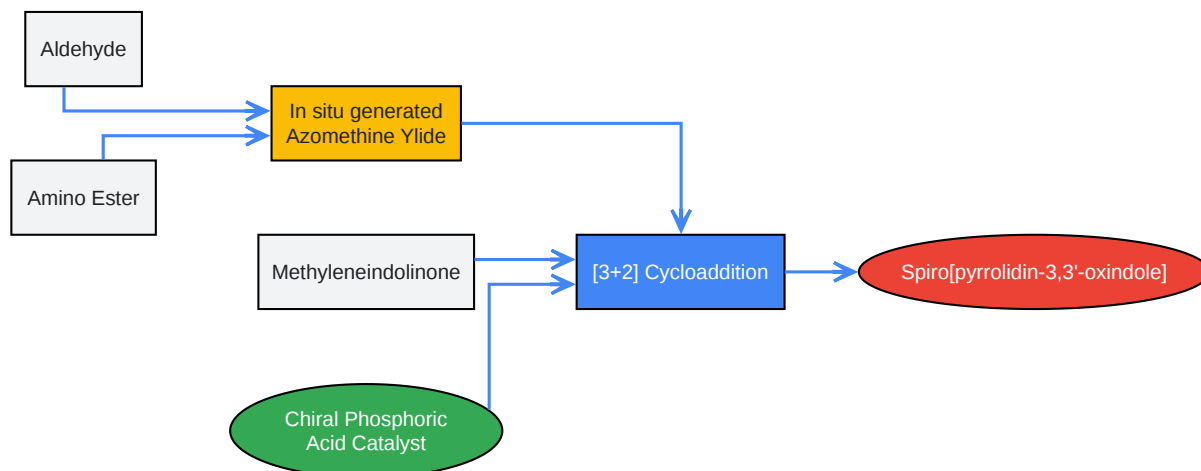 Aldehyde
In situ generated
Azomethine Ylide
Amino Ester
Methyleneindolinone
[3+2] Cycloaddition
Spiro[pyrrolidin-3,3'-oxindole]
Chiral Phosphoric
Acid Catalyst